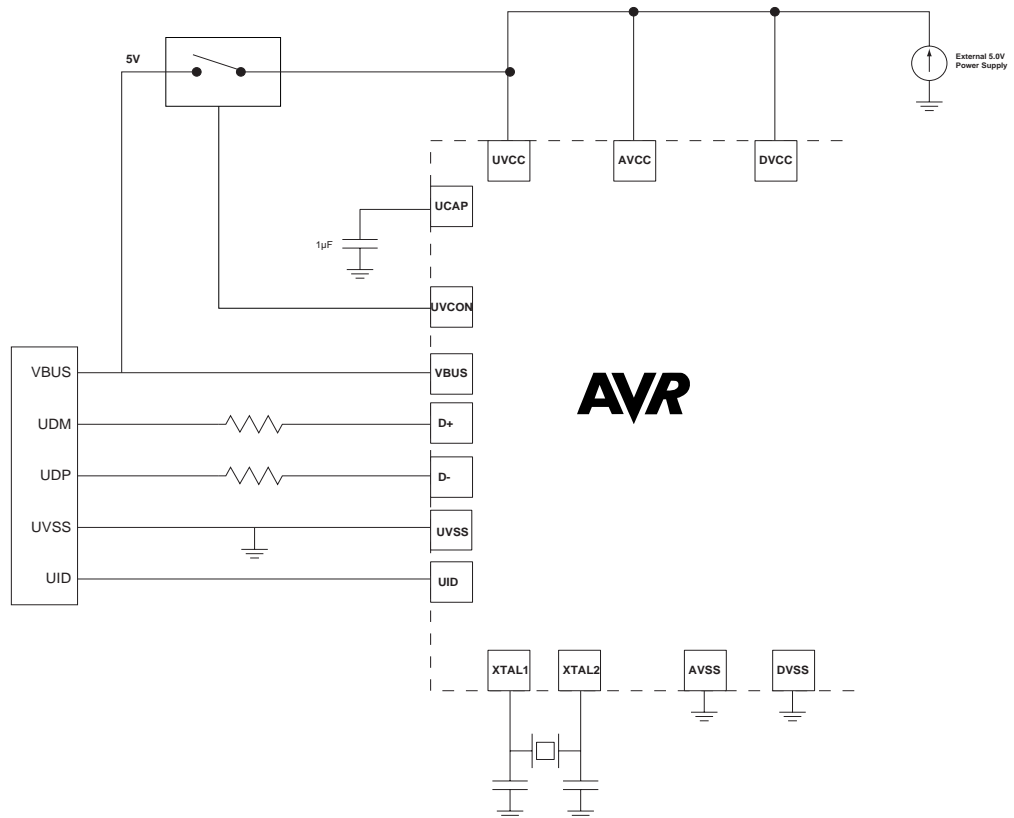 5V
External 5.0V
Power Supply
UVCC
AVCC
DVCC
UCAP
1µF
UVCON
VBUS
VBUS
UDM
D+
UDP
D-
UVSS
UVSS
UID
UID
AVR
XTAL1
XTAL2
AVSS
DVSS